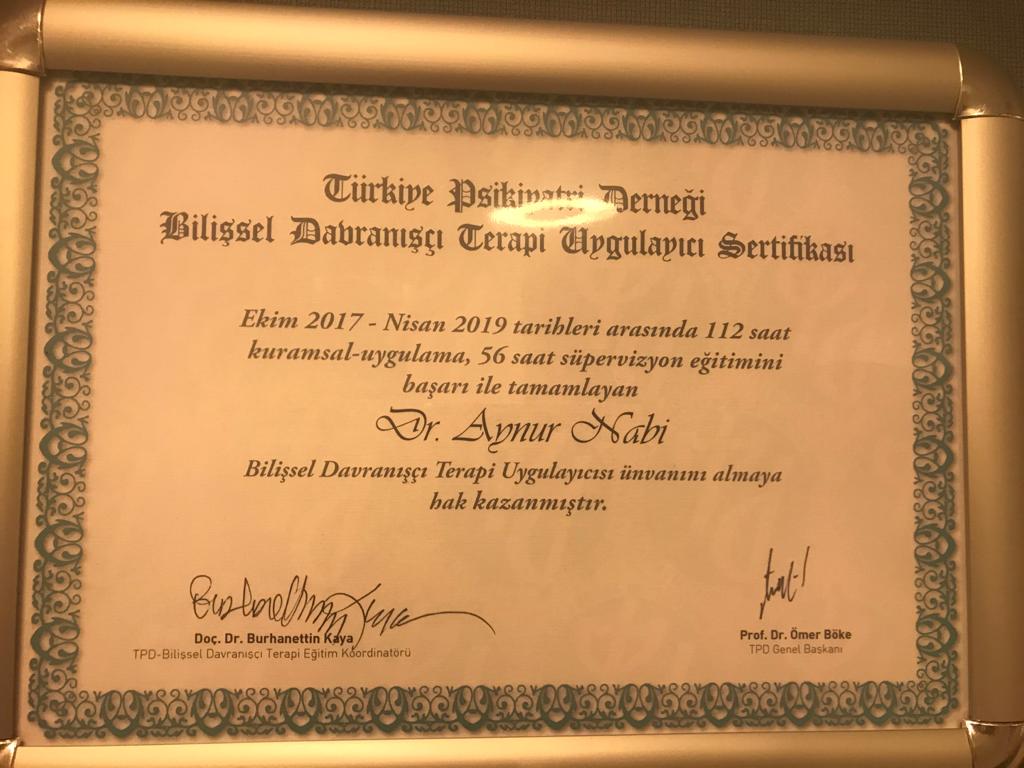 Türkiye Psikiyatri Derneği
Bilişsel Davranışçı Terapi Uygulayıcı Sertifikası
Ekim 2017 - Nisan 2019 tarihleri arasında 112 saat
kuramsal-uygulama, 56 saat süpervizyon eğitimini
başarı ile tamamlayan
Dr. Aynur Nabi
Bilişsel Davranışçı Terapi Uygulayıcısı ünvanını almaya
hak kazanmıştır.
Doç. Dr. Burhanettin Kaya
TPD-Bilişsel Davranışçı Terapi Eğitim Koordinatörü
Prof. Dr. Ömer Böke
TPD Genel Başkanı